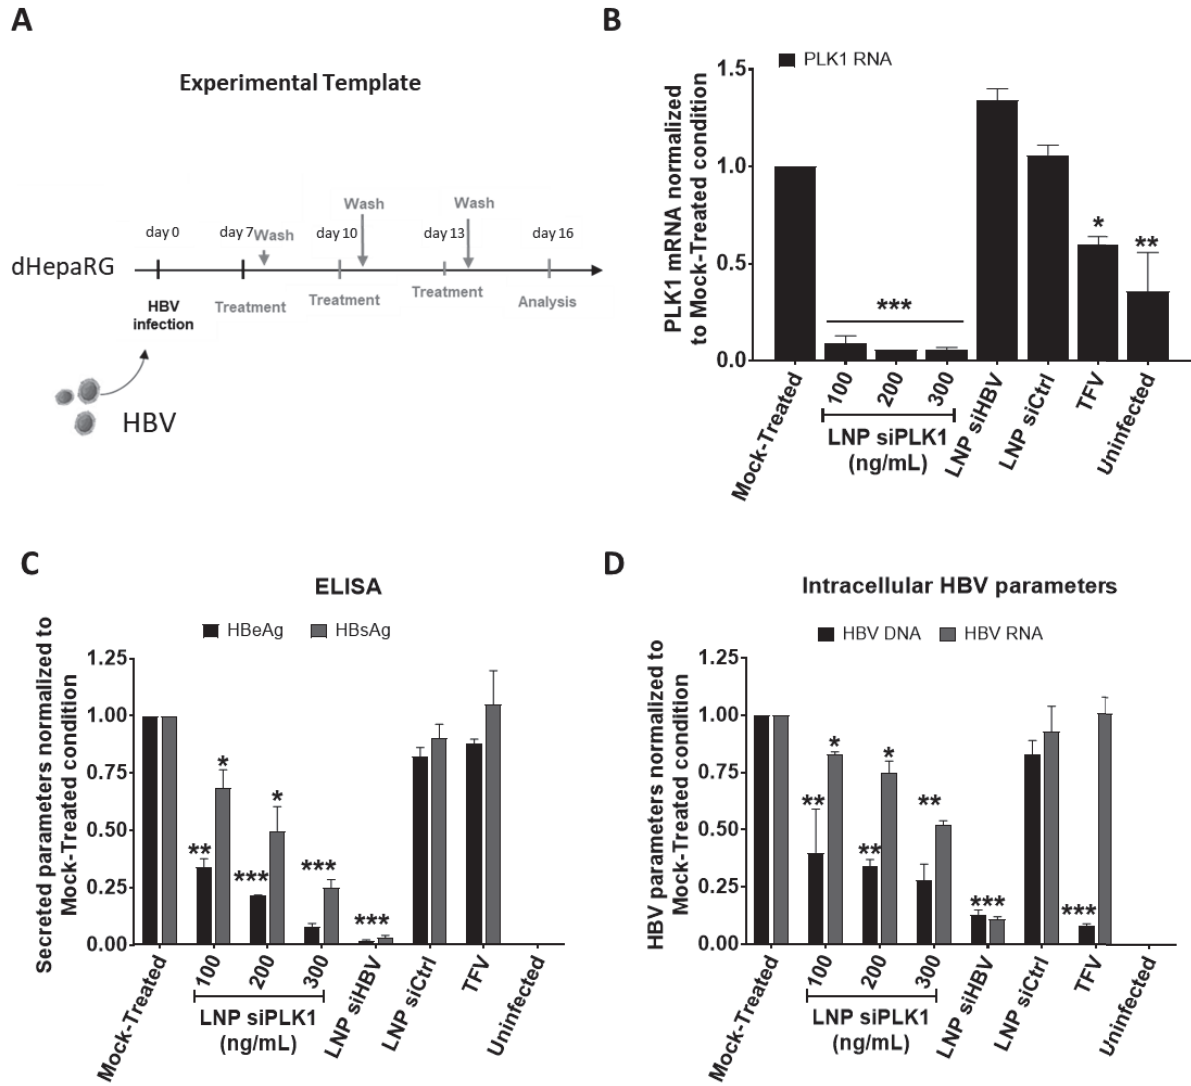 A
Experimental Template
day 0
day 7
Wash
day 10
Wash
day 13
Wash
day 16
dHepaRG
HBV
infection
Treatment
Treatment
Treatment
Analysis
HBV
B
PLK1 RNA
PLK1 mRNA normalized
to Mock-Treated condition
1.5
1.0
0.5
0.0
***
*
**
Mock-Treated
100
200
300
LNP siPLK1
(ng/mL)
LNP siHBV
LNP siCtrl
TFV
Uninfected
C
ELISA
HBeAg
HBsAg
Secreted parameters normalized to
Mock-Treated condition
1.25
1.00
0.75
0.50
0.25
0.00
**
*
***
*
***
***
Mock-Treated
100
200
300
LNP siPLK1
(ng/mL)
LNP siHBV
LNP siCtrl
TFV
Uninfected
D
Intracellular HBV parameters
HBV DNA
HBV RNA
HBV parameters normalized to
Mock-Treated condition
1.25
1.00
0.75
0.50
0.25
0.00
**
*
**
*
**
***
***
Mock-Treated
100
200
300
LNP siPLK1
(ng/mL)
LNP siHBV
LNP siCtrl
TFV
Uninfected